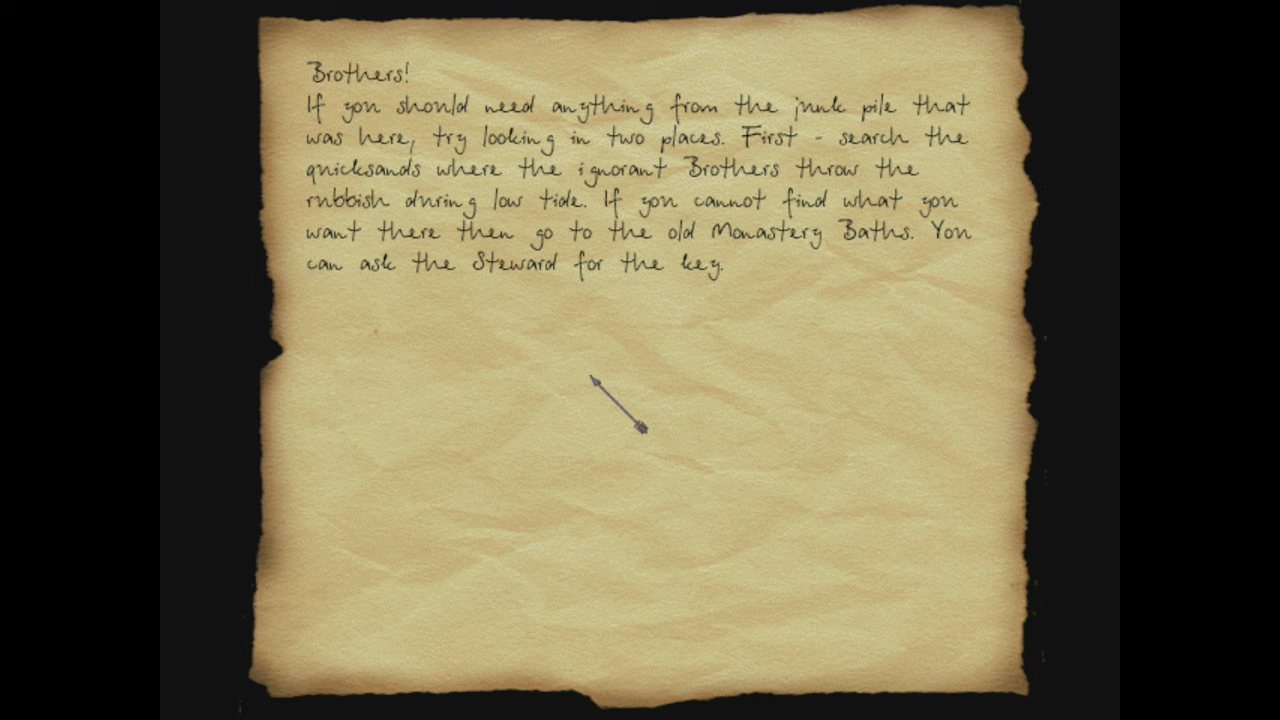 Brothers!
If you should need anything from the junk pile that
was here, try looking in two places. First - search the
quicksands where the ignorant Brothers throw the
rubbish during low tide. If you cannot find what you
want there then go to the old Monastery Baths. You
can ask the Steward for the key.